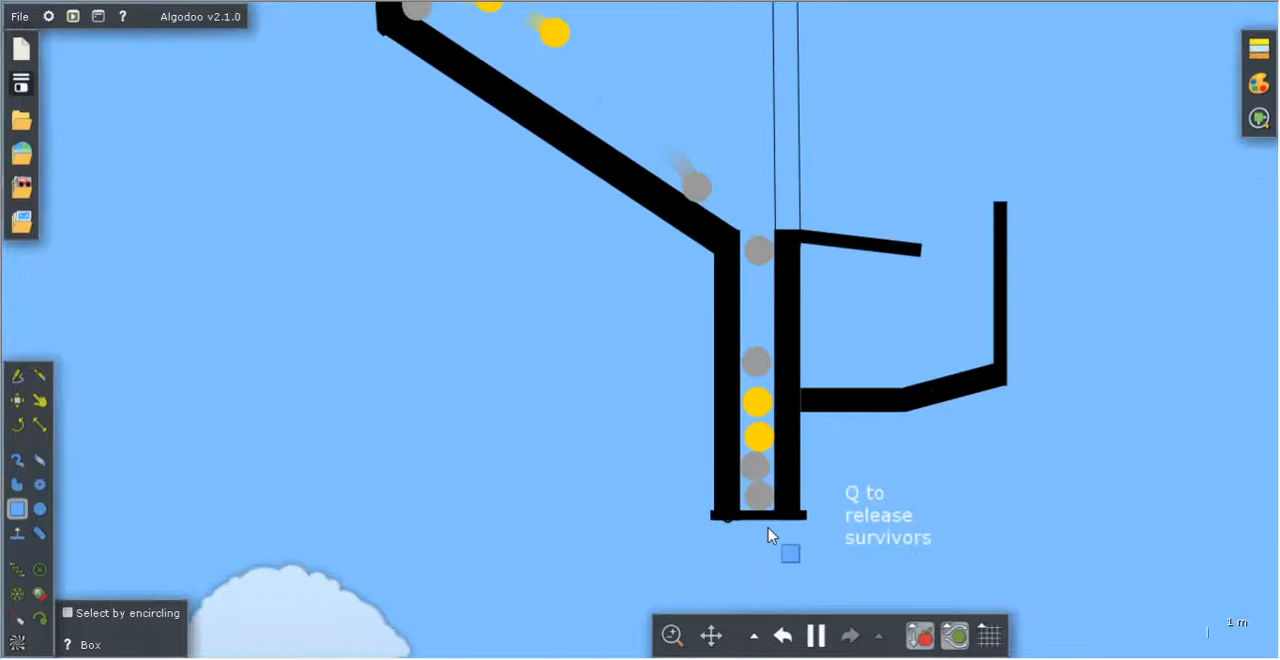 File ? Algodoo v2.1.0
Q to
release
survivors
Select by encircling
? Box
1 m